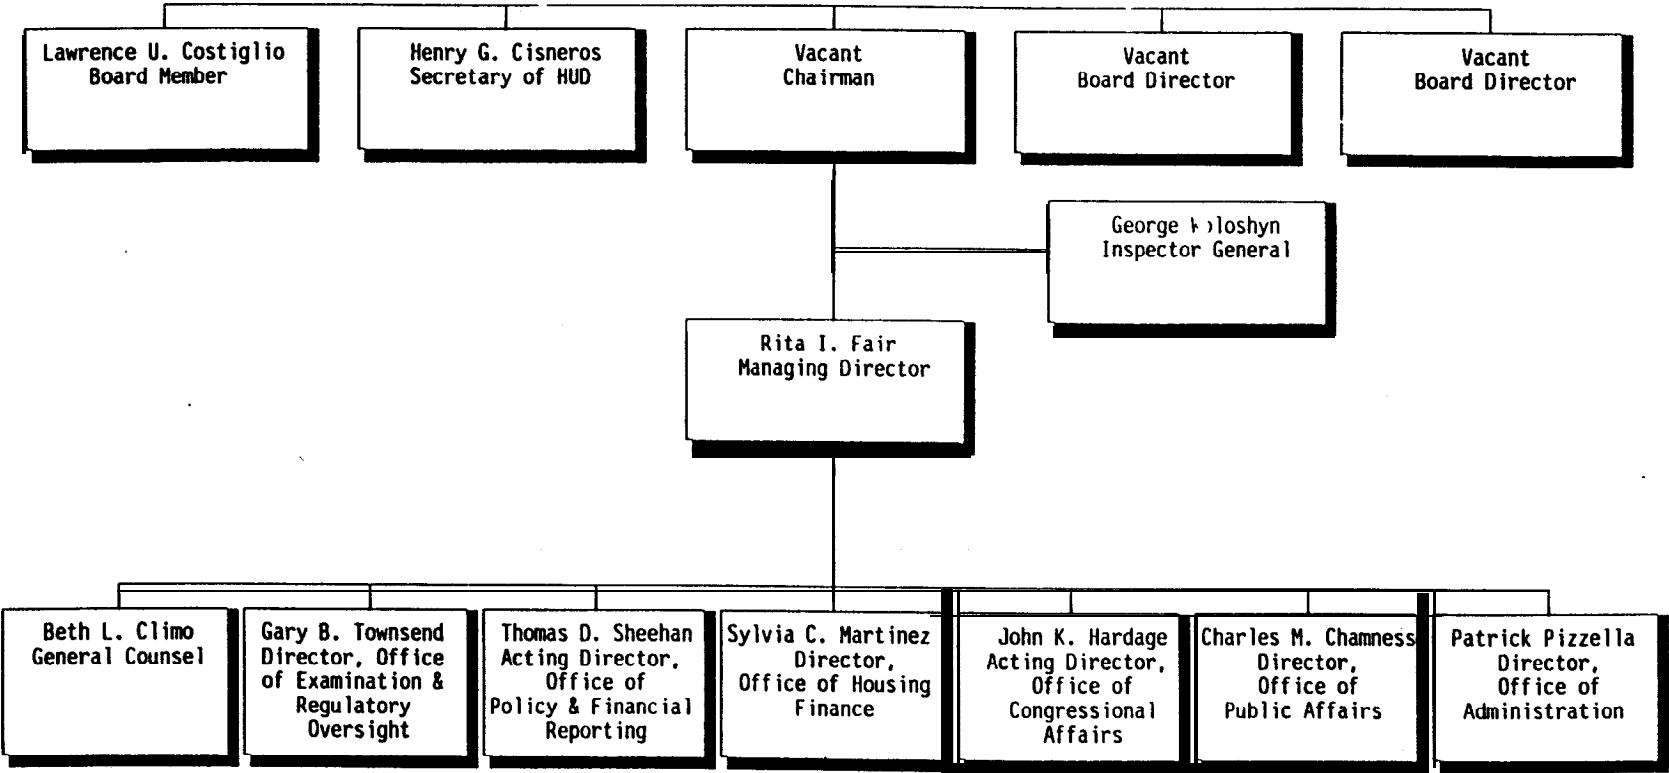 Lawrence U. Costiglio
Board Member
Henry G. Cisneros
Secretary of HUD
Vacant
Chairman
Vacant
Board Director
Vacant
Board Director
George
Inspector General
Rita I. Fair
Managing Director
Beth L. Climo
General Counsel
Gary B. Townsend
Director, Office
of Examination &
Regulatory
Oversight
Thomas D. Sheehan
Acting Director,
Office of
Policy & Financial
Reporting
Sylvia C. Martinez
Director,
Office of Housing
Finance
John K. Hardage
Acting Director,
Office of
Congressional
Affairs
Charles M. Chamness
Director,
Office of
Public Affairs
Patrick Pizzella
Director,
Office of
Administration